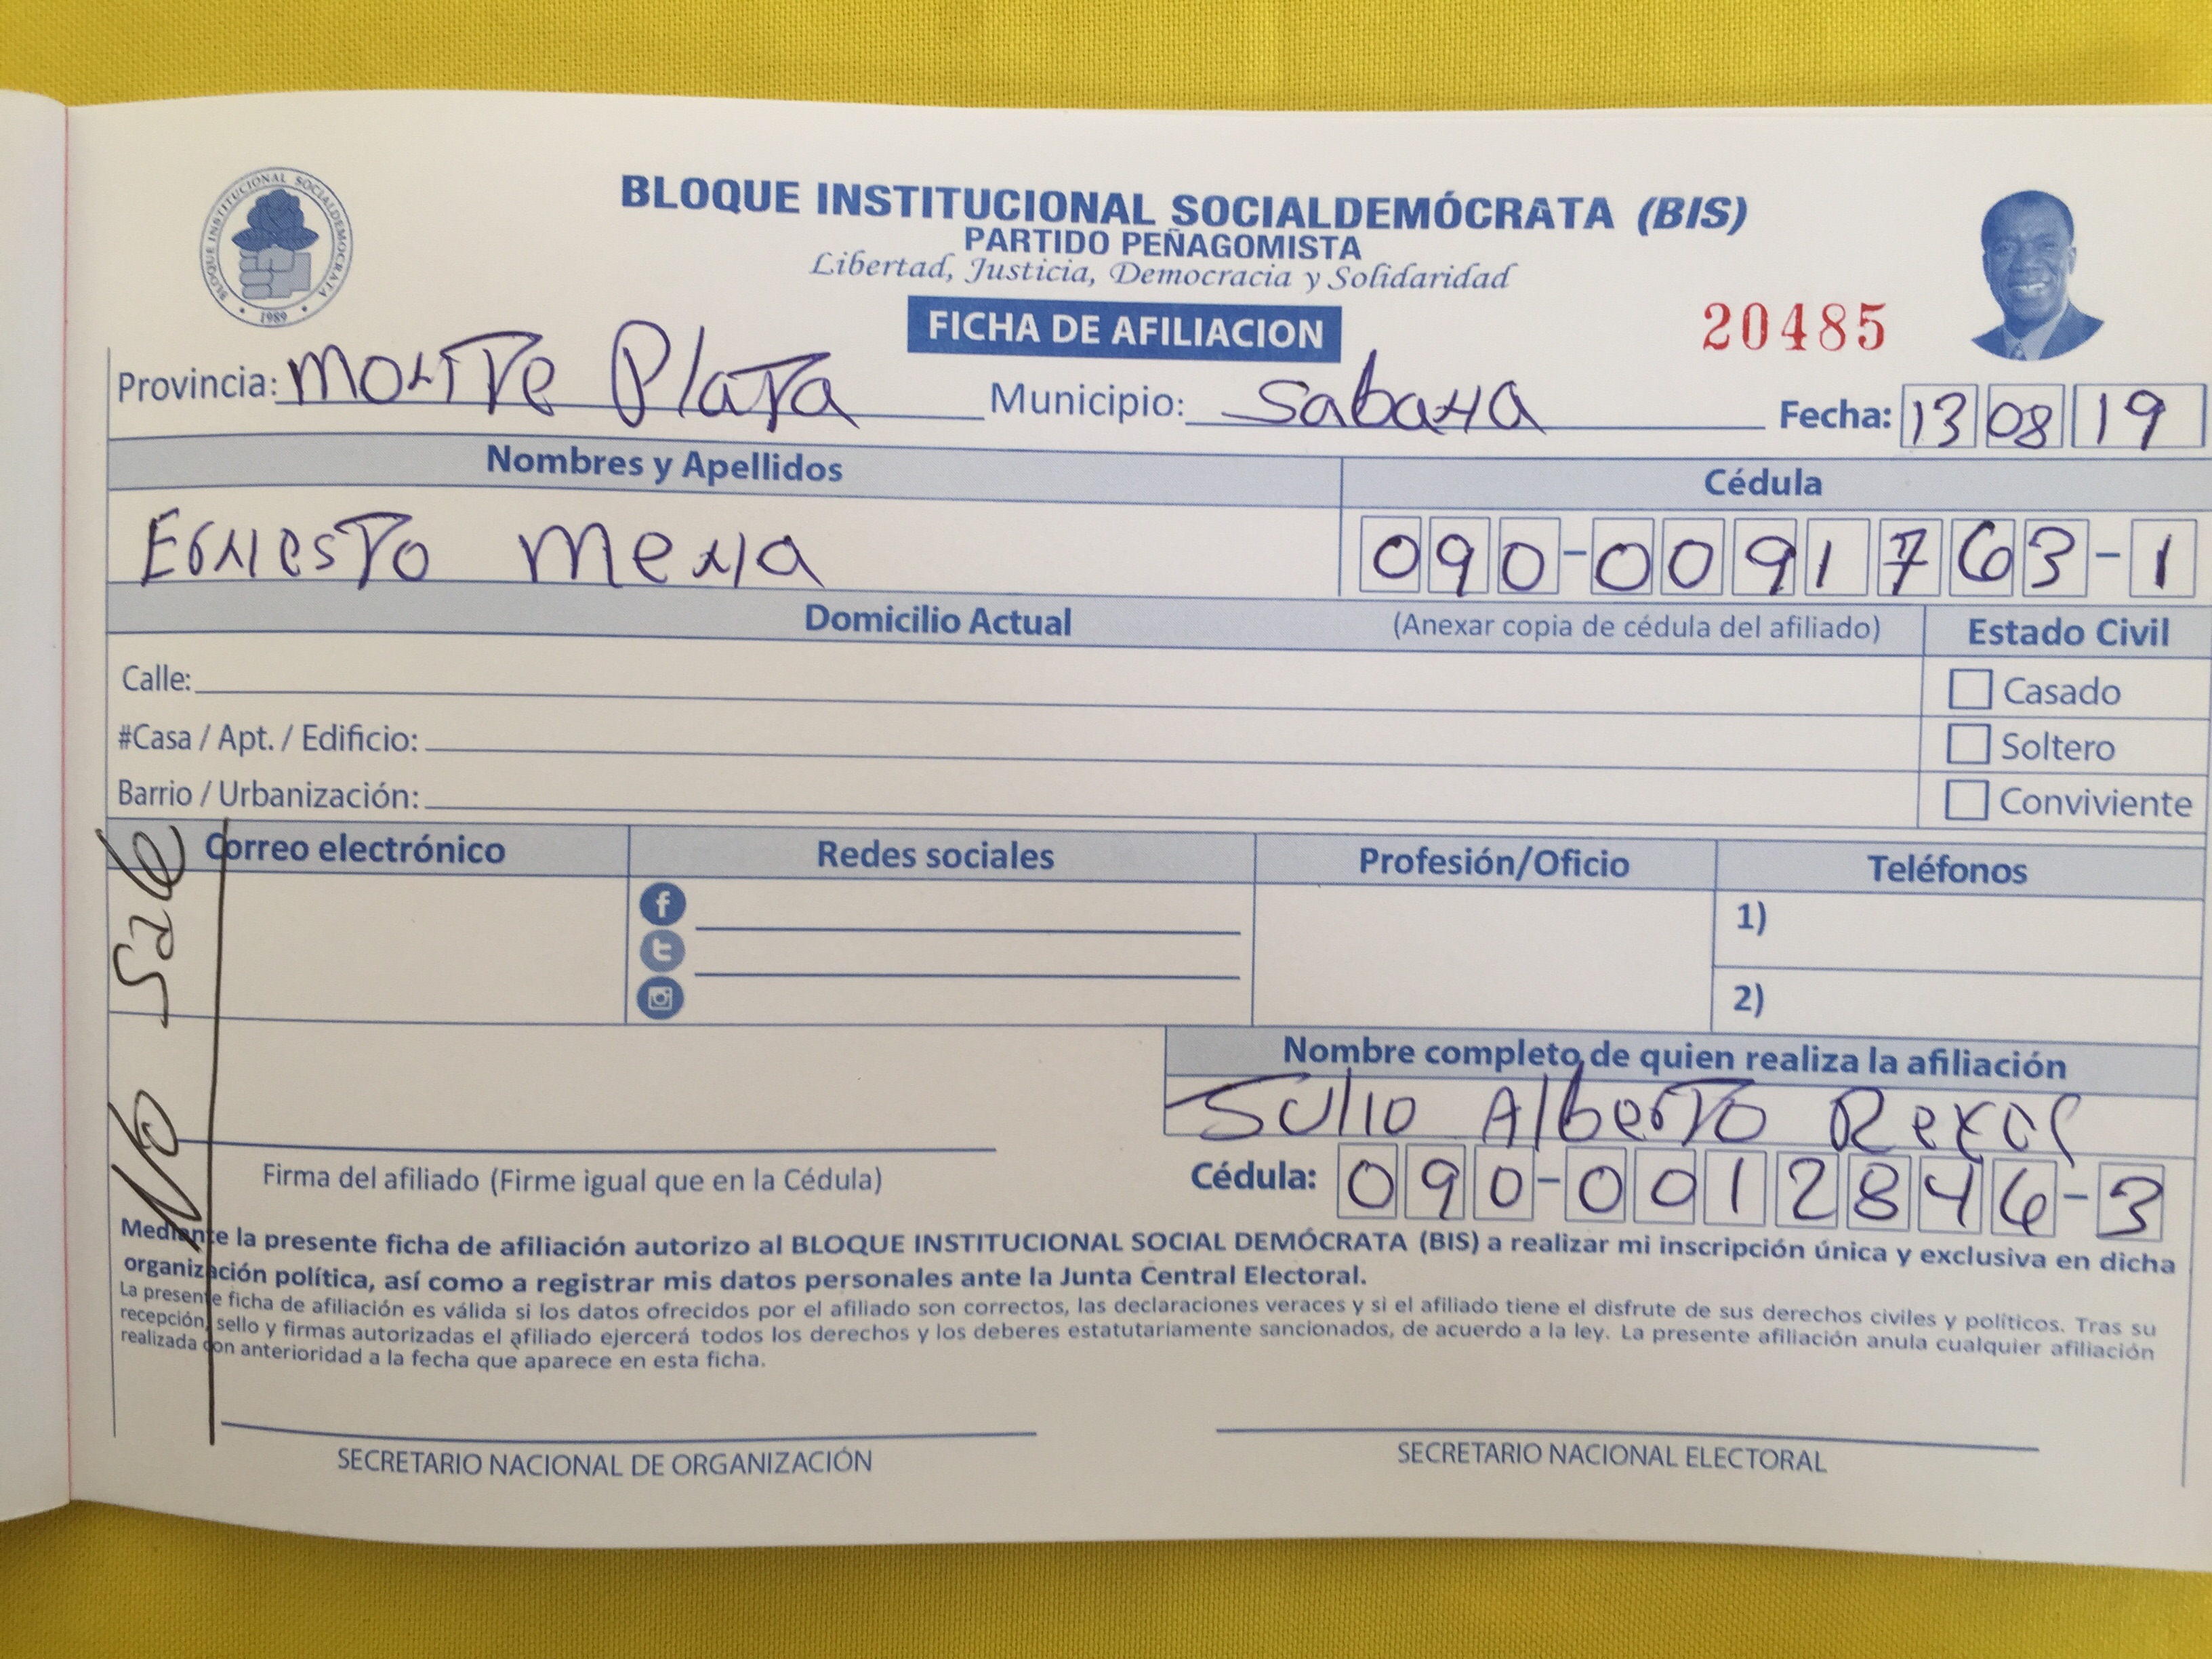 BLOQUE INSTITUCIONAL SOCIALDEMOCRATA
1989
BLOQUE INSTITUCIONAL SOCIALDEMÓCRATA (BIS)
PARTIDO PEÑAGOMISTA
Libertad, Justicia, Democracia y Solidaridad
FICHA DE AFILIACION
20485
Provincia: Monte Plata Municipio: Sabana Fecha: 13 08 19
Nombres y Apellidos Cédula
Ernesto Mena 090-0091763-1
Domicilio Actual (Anexar copia de cédula del afiliado) Estado Civil
Calle: Casado
#Casa / Apt. / Edificio: Soltero
Barrio / Urbanización: Conviviente
No Sale
Correo electrónico Redes sociales Profesión/Oficio Teléfonos
1)
2)
Nombre completo de quien realiza la afiliación
Julio Alberto
Firma del afiliado (Firme igual que en la Cédula) Cédula: 090-0012846-3
Mediante la presente ficha de afiliación autorizo al BLOQUE INSTITUCIONAL SOCIAL DEMÓCRATA (BIS) a realizar mi inscripción única y exclusiva en dicha
organización política, así como a registrar mis datos personales ante la Junta Central Electoral.
La presente ficha de afiliación es válida si los datos ofrecidos por el afiliado son correctos, las declaraciones veraces y si el afiliado tiene el disfrute de sus derechos civiles y políticos. Tras su
recepción, sello y firmas autorizadas el afiliado ejercerá todos los derechos y los deberes estatutariamente sancionados, de acuerdo a la ley. La presente afiliación anula cualquier afiliación
realizada con anterioridad a la fecha que aparece en esta ficha.
SECRETARIO NACIONAL DE ORGANIZACIÓN SECRETARIO NACIONAL ELECTORAL